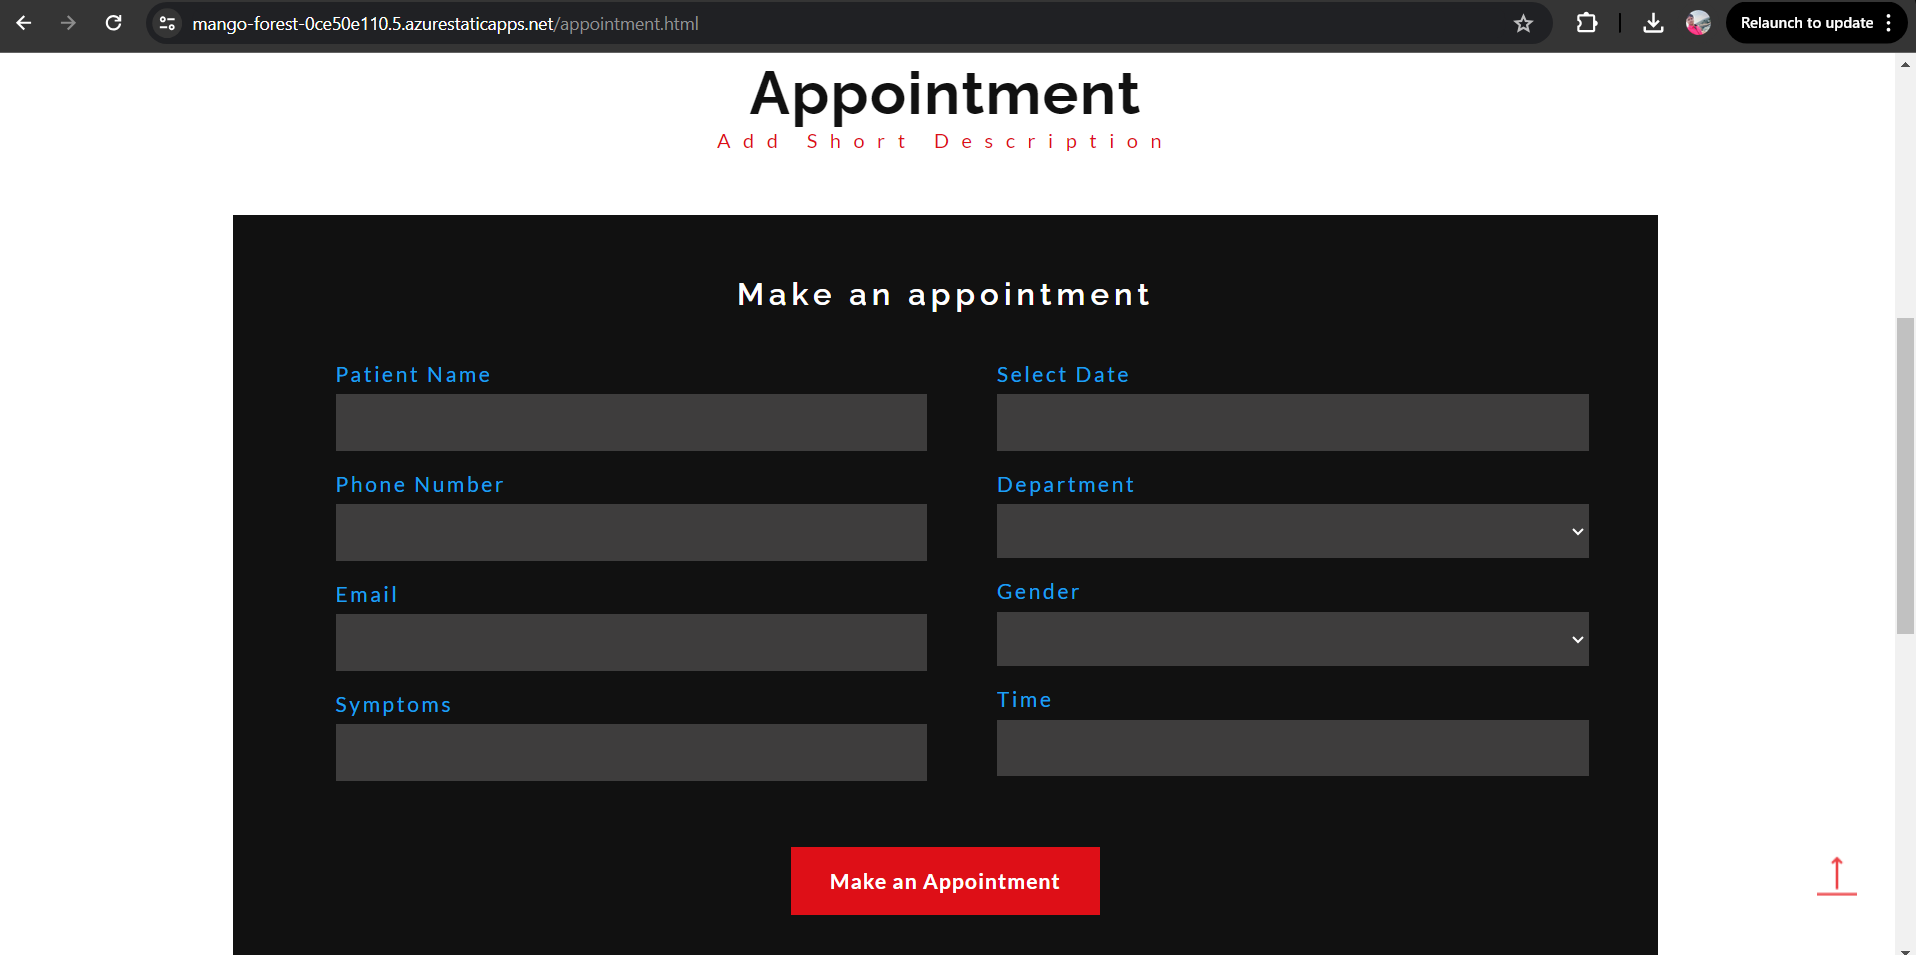 mango-forest-0ce50e110.5.azurestaticapps.net/appointment.html
Relaunch to update
Appointment
Add Short Description
Make an appointment
Patient Name
Select Date
Phone Number
Department
Email
Gender
Symptoms
Time
Make an Appointment